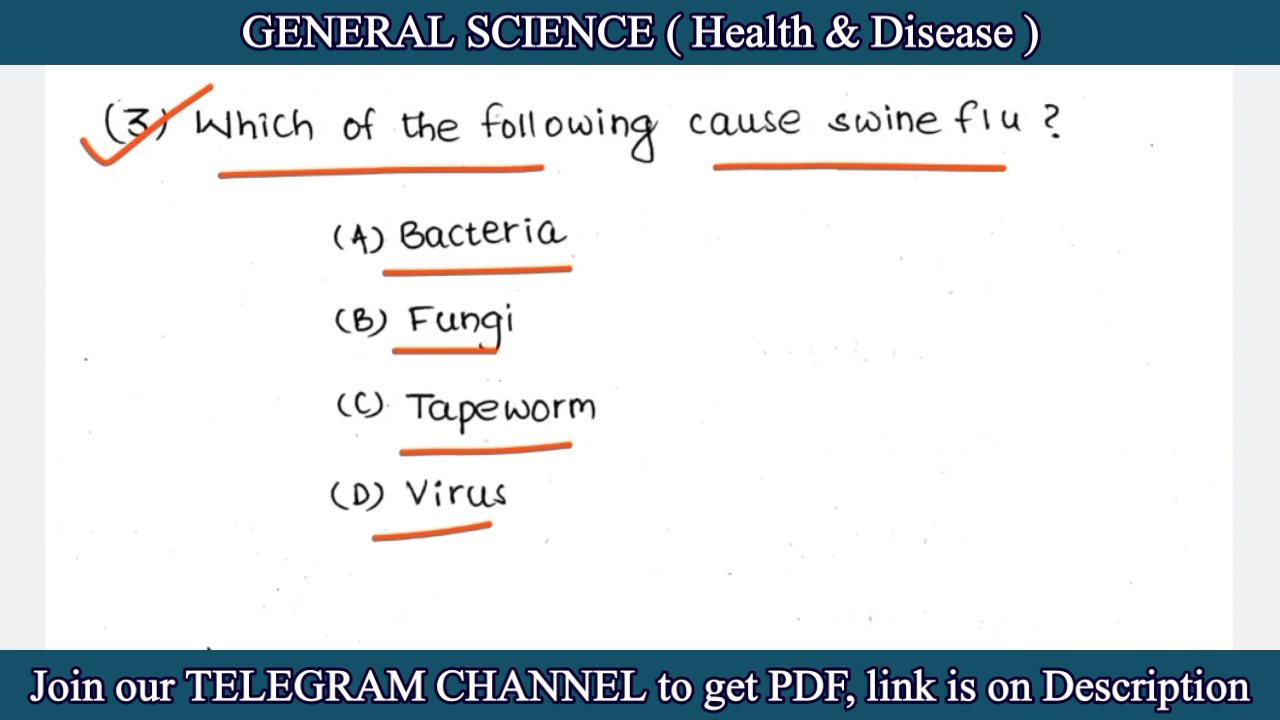 GENERAL SCIENCE ( Health & Disease )
(3) Which of the following cause swine flu ?
(A) Bacteria
(B) Fungi
(C) Tapeworm
(D) Virus
Join our TELEGRAM CHANNEL to get PDF, link is on Description